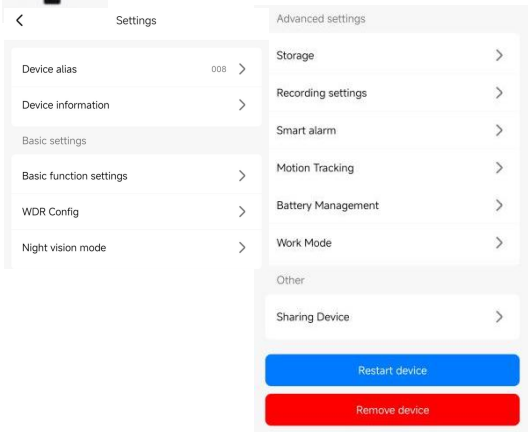 Settings
Device alias 008
Device information
Basic settings
Basic function settings
WDR Config
Night vision mode
Advanced settings
Storage
Recording settings
Smart alarm
Motion Tracking
Battery Management
Work Mode
Other
Sharing Device
Restart device
Remove device